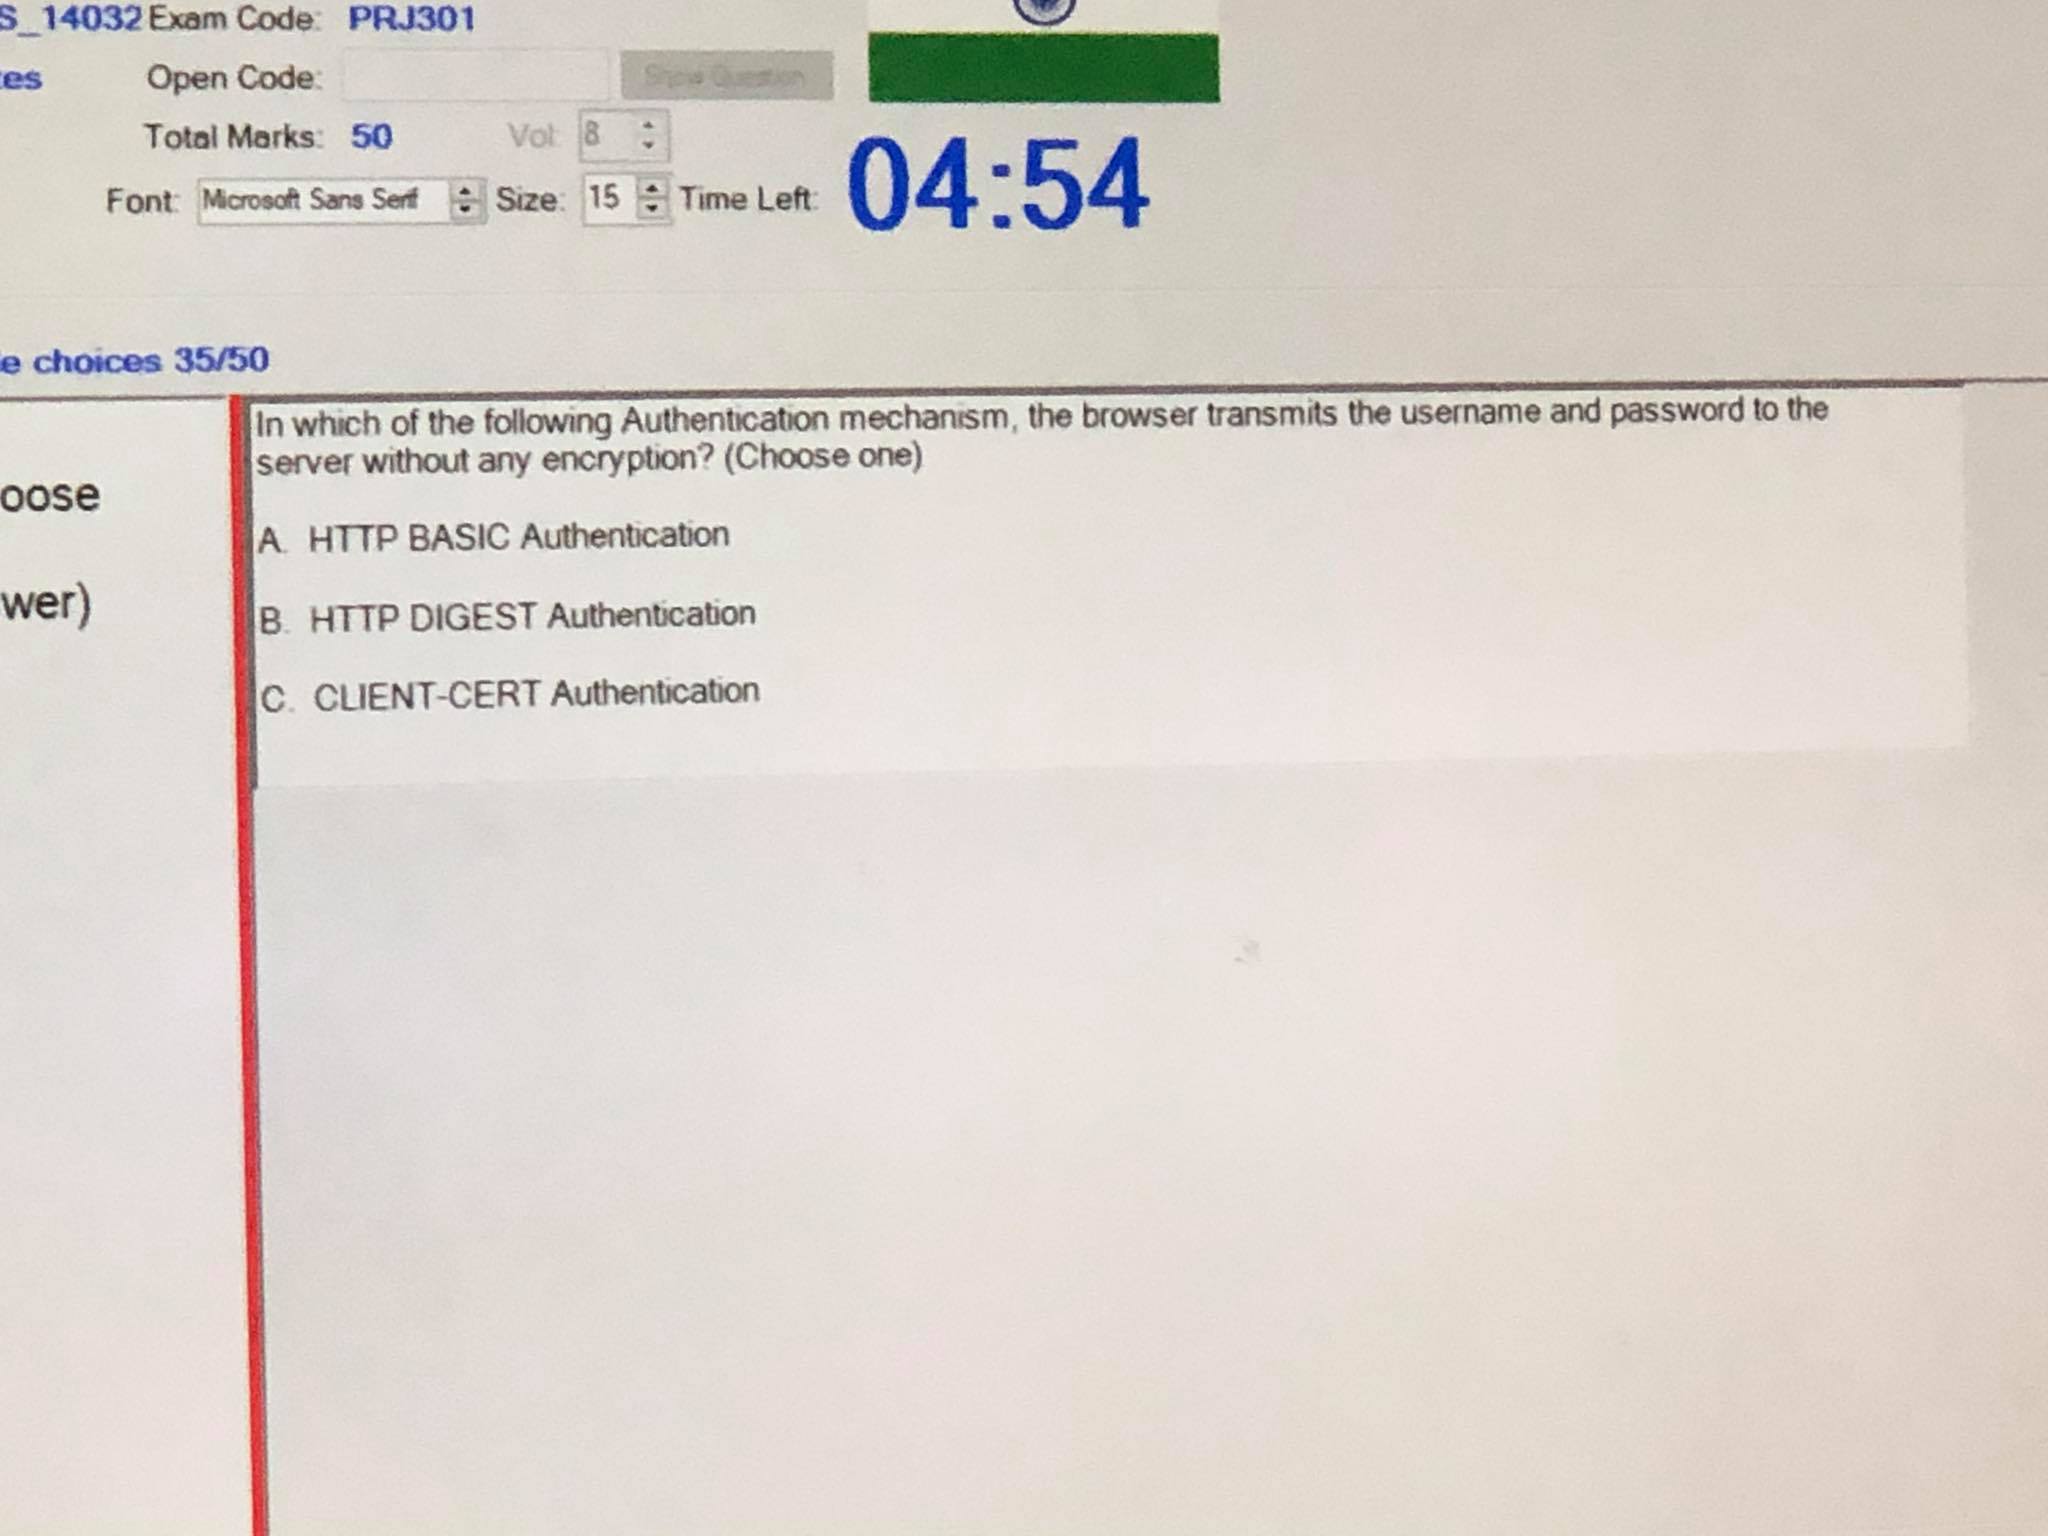 S_14032 Exam Code: PRJ301
es Open Code: Show Question
Total Marks: 50 Vol: 8
Font: Microsoft Sans Serif Size: 15 Time Left: 04:54
e choices 35/50
In which of the following Authentication mechanism, the browser transmits the username and password to the
server without any encryption? (Choose one)
oose
A. HTTP BASIC Authentication
wer)
B. HTTP DIGEST Authentication
C. CLIENT-CERT Authentication